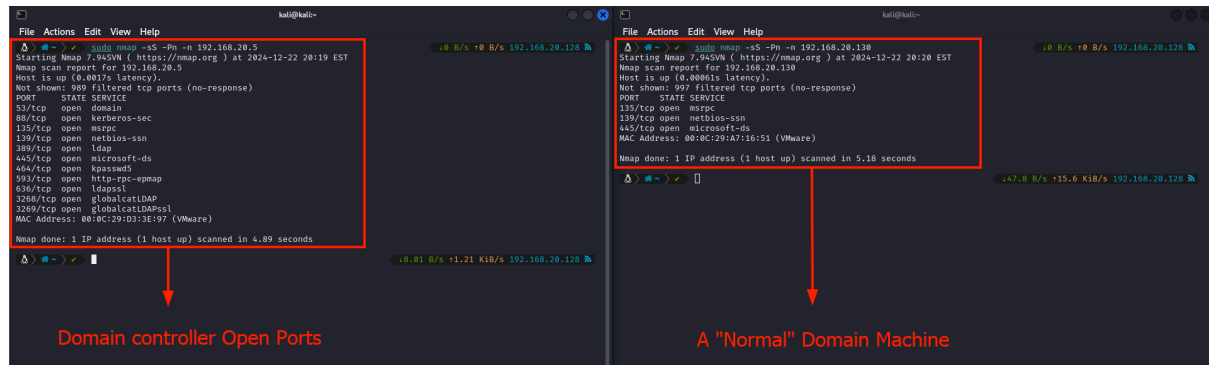 kali@kali:~
File Actions Edit View Help
~ sudo nmap -sS -Pn -n 192.168.20.5 ↓0 B/s ↑0 B/s 192.168.20.128
Starting Nmap 7.94SVN ( https://nmap.org ) at 2024-12-22 20:19 EST
Nmap scan report for 192.168.20.5
Host is up (0.0017s latency).
Not shown: 989 filtered tcp ports (no-response)
PORT STATE SERVICE
53/tcp open domain
88/tcp open kerberos-sec
135/tcp open msrpc
139/tcp open netbios-ssn
389/tcp open ldap
445/tcp open microsoft-ds
464/tcp open kpasswd5
593/tcp open http-rpc-epmap
636/tcp open ldapssl
3268/tcp open globalcatLDAP
3269/tcp open globalcatLDAPssl
MAC Address: 00:0C:29:D3:3E:97 (VMware)
Nmap done: 1 IP address (1 host up) scanned in 4.89 seconds
~ ↓8.01 B/s ↑1.21 KiB/s 192.168.20.128
Domain controller Open Ports
kali@kali:~
File Actions Edit View Help
~ sudo nmap -sS -Pn -n 192.168.20.130 ↓0 B/s ↑0 B/s 192.168.20.128
Starting Nmap 7.94SVN ( https://nmap.org ) at 2024-12-22 20:20 EST
Nmap scan report for 192.168.20.130
Host is up (0.00061s latency).
Not shown: 997 filtered tcp ports (no-response)
PORT STATE SERVICE
135/tcp open msrpc
139/tcp open netbios-ssn
445/tcp open microsoft-ds
MAC Address: 00:0C:29:A7:16:51 (VMware)
Nmap done: 1 IP address (1 host up) scanned in 5.18 seconds
~ ↓47.8 B/s ↑15.6 KiB/s 192.168.20.128
A "Normal" Domain Machine